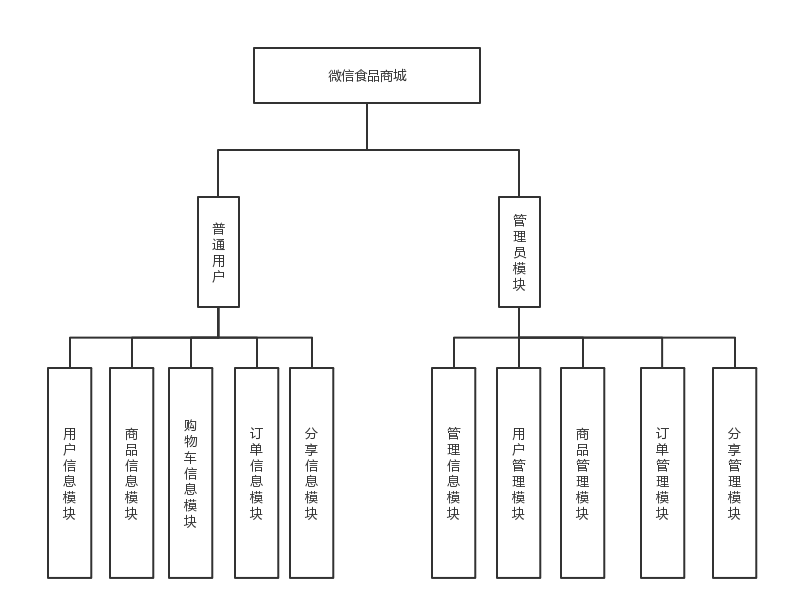 微信食品商城
普通用户
管理员模块
用户信息模块
商品信息模块
购物车信息模块
订单信息模块
分享信息模块
管理信息模块
用户管理模块
商品管理模块
订单管理模块
分享管理模块